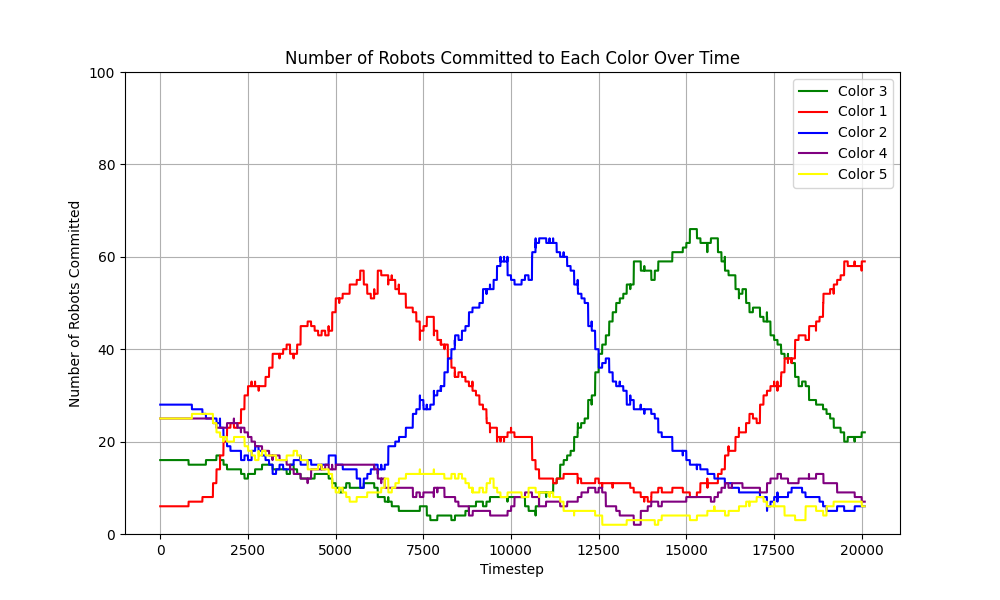 Number of Robots Committed to Each Color Over Time
Number of Robots Committed
100
80
60
40
20
0
Color 3
Color 1
Color 2
Color 4
Color 5
0 2500 5000 7500 10000 12500 15000 17500 20000
Timestep